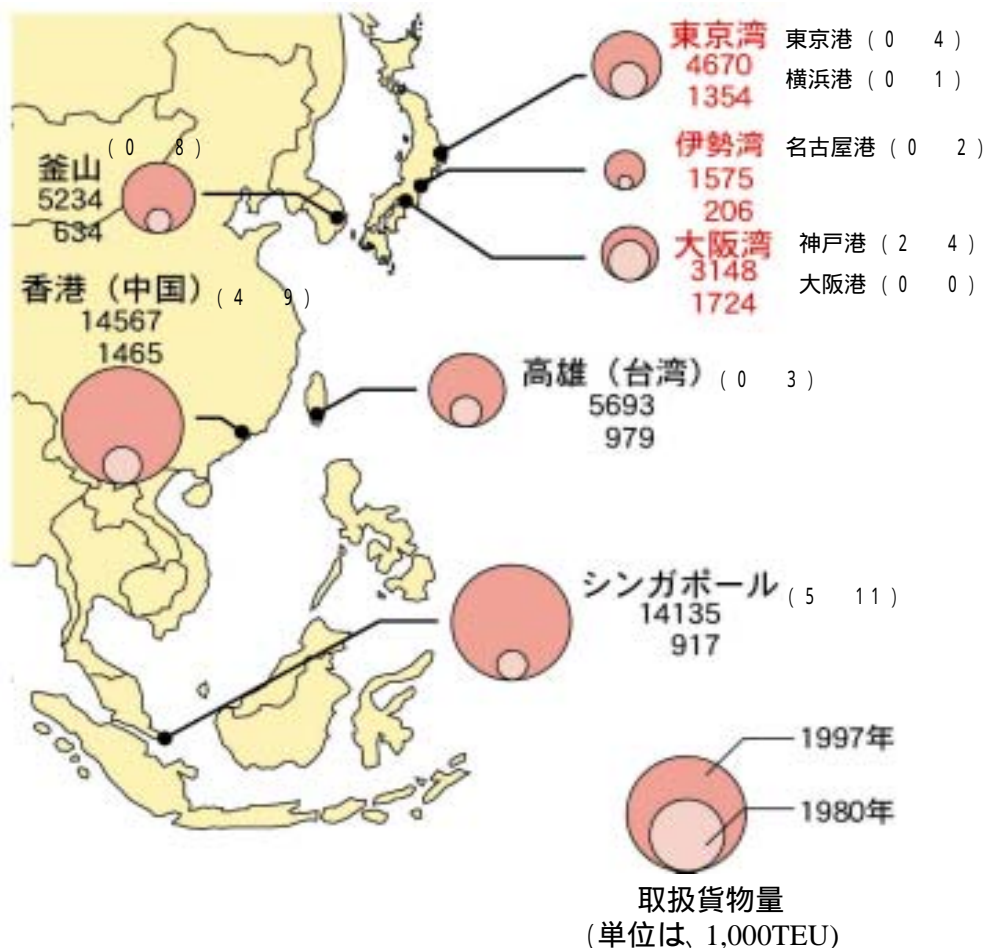 東京湾
4670
1354
東京港 (0 4)
横浜港 (0 1)
伊勢湾
1575
206
名古屋港 (0 2)
大阪湾
3148
1724
神戸港 (2 4)
大阪港 (0 0)
釜山 (0 8)
5234
634
香港（中国） (4 9)
14567
1465
高雄（台湾） (0 3)
5693
979
シンガポール (5 11)
14135
917
1997年
1980年
取扱貨物量
(単位は、1,000TEU)